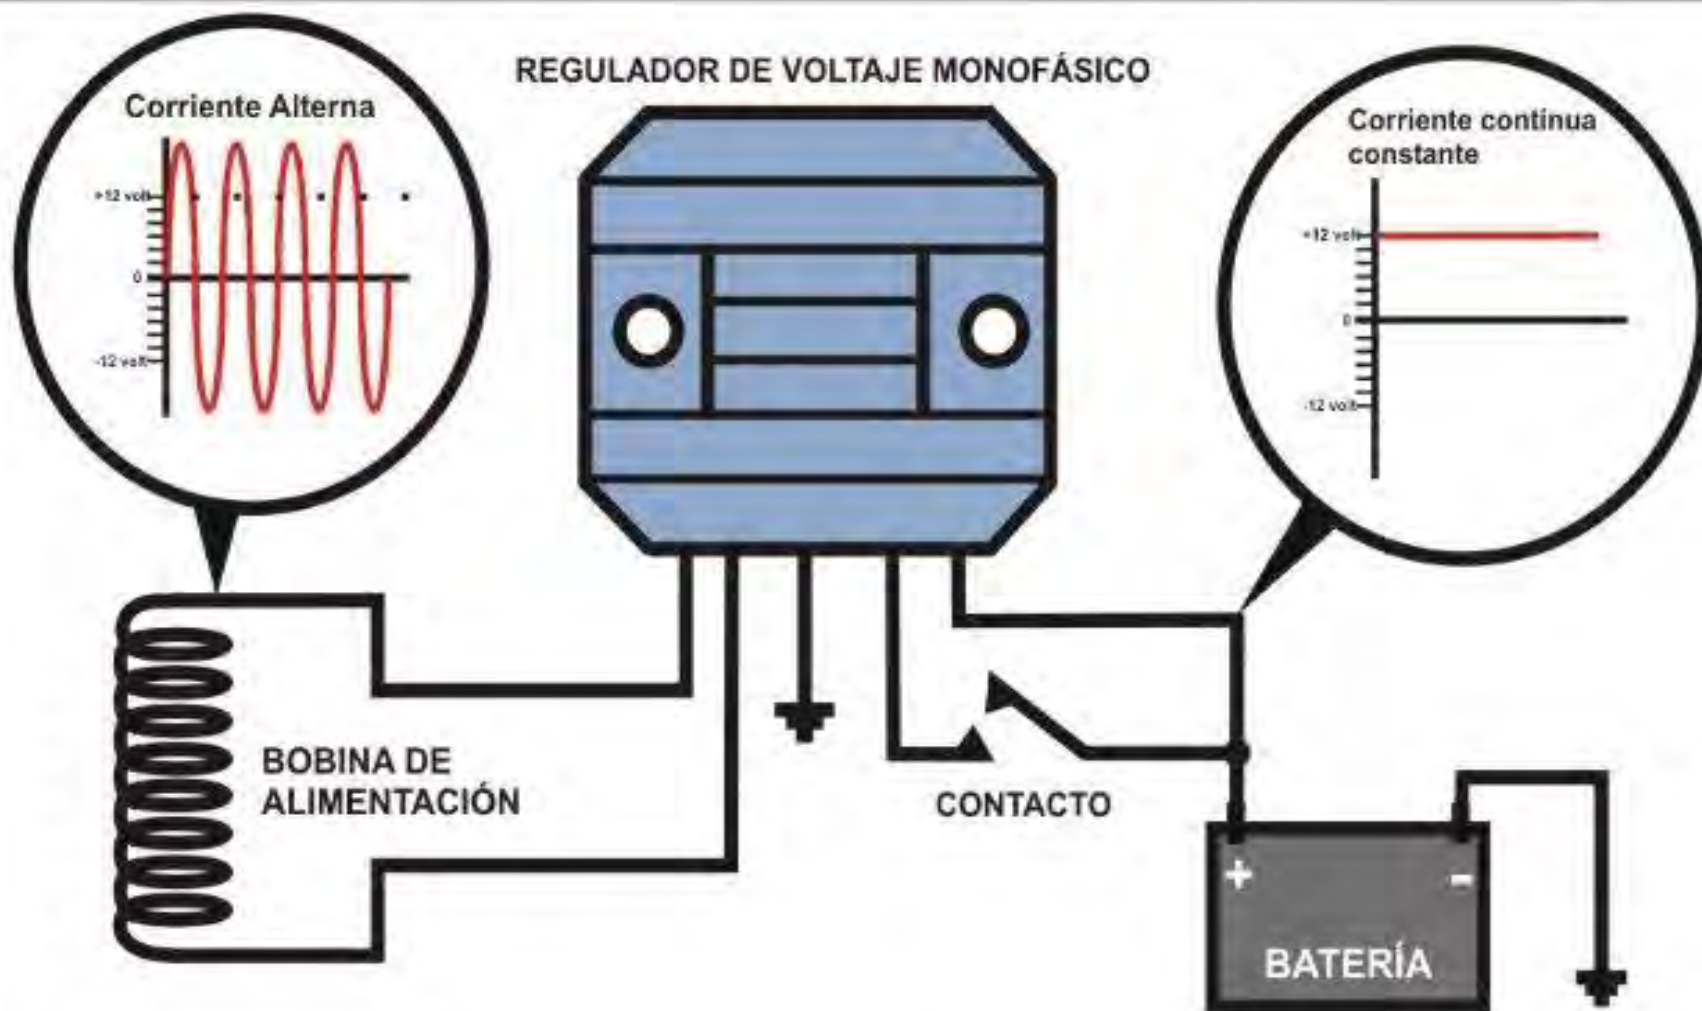 REGULADOR DE VOLTAJE MONOFÁSICO
Corriente Alterna
+12 volt
0
-12 volt
Corriente continua
constante
+12 volt
0
-12 volt
BOBINA DE
ALIMENTACIÓN
CONTACTO
+ -
BATERÍA